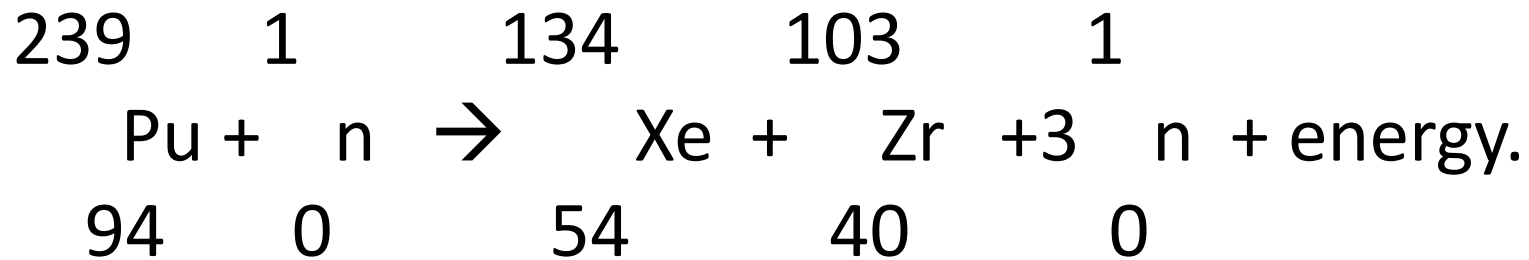 239 1 134 103 1
Pu + n → Xe + Zr +3 n + energy.
94 0 54 40 0